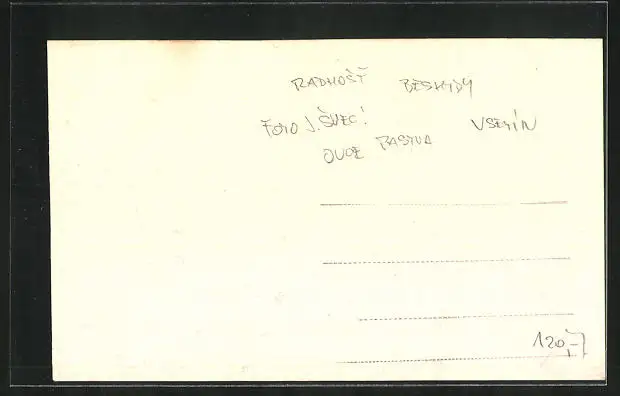 RADHOŠŤ BESKYDY
FOTO J. ŠVEC! VSETÍN
OVCE PASTVA
120,-